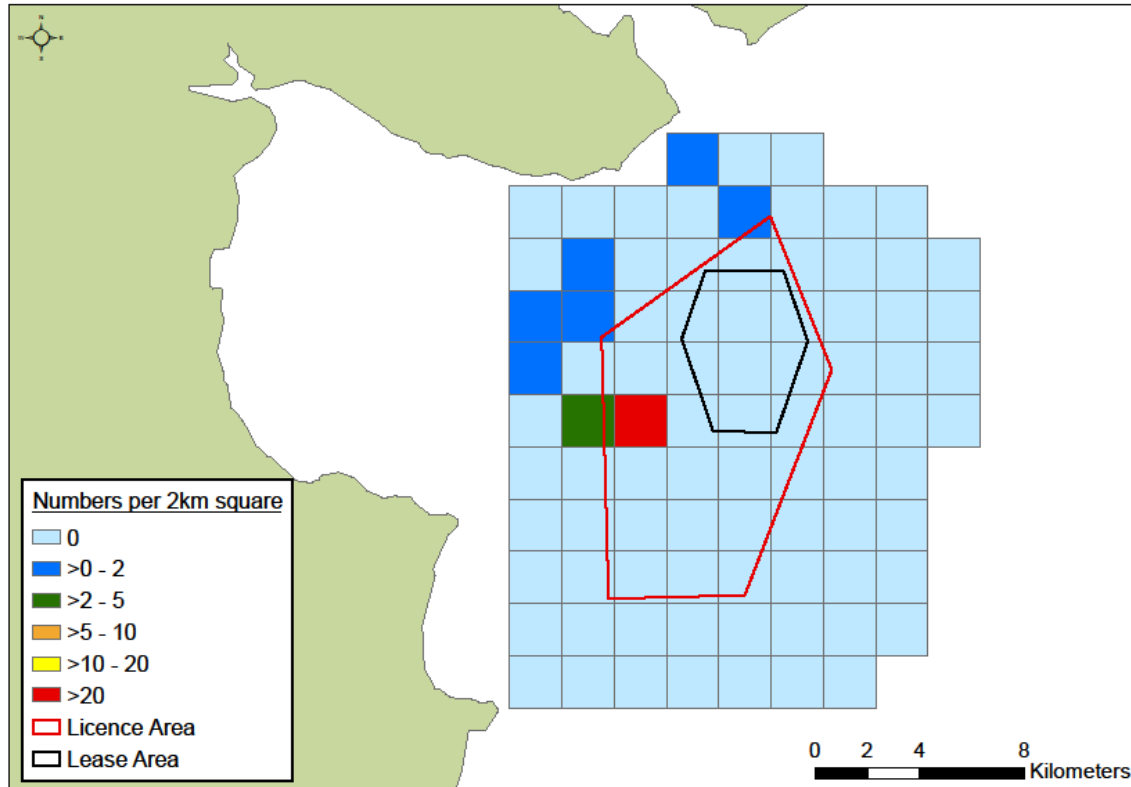 N
W E
S
Numbers per 2km square
0
>0 - 2
>2 - 5
>5 - 10
>10 - 20
>20
Licence Area
Lease Area
0 2 4 8
Kilometers